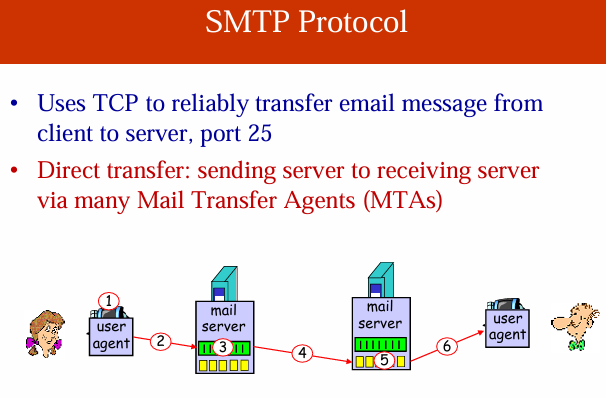 SMTP Protocol
• Uses TCP to reliably transfer email message from
client to server, port 25
• Direct transfer: sending server to receiving server
via many Mail Transfer Agents (MTAs)
1
user
agent
2
mail
server
3
4
mail
server
5
6
user
agent